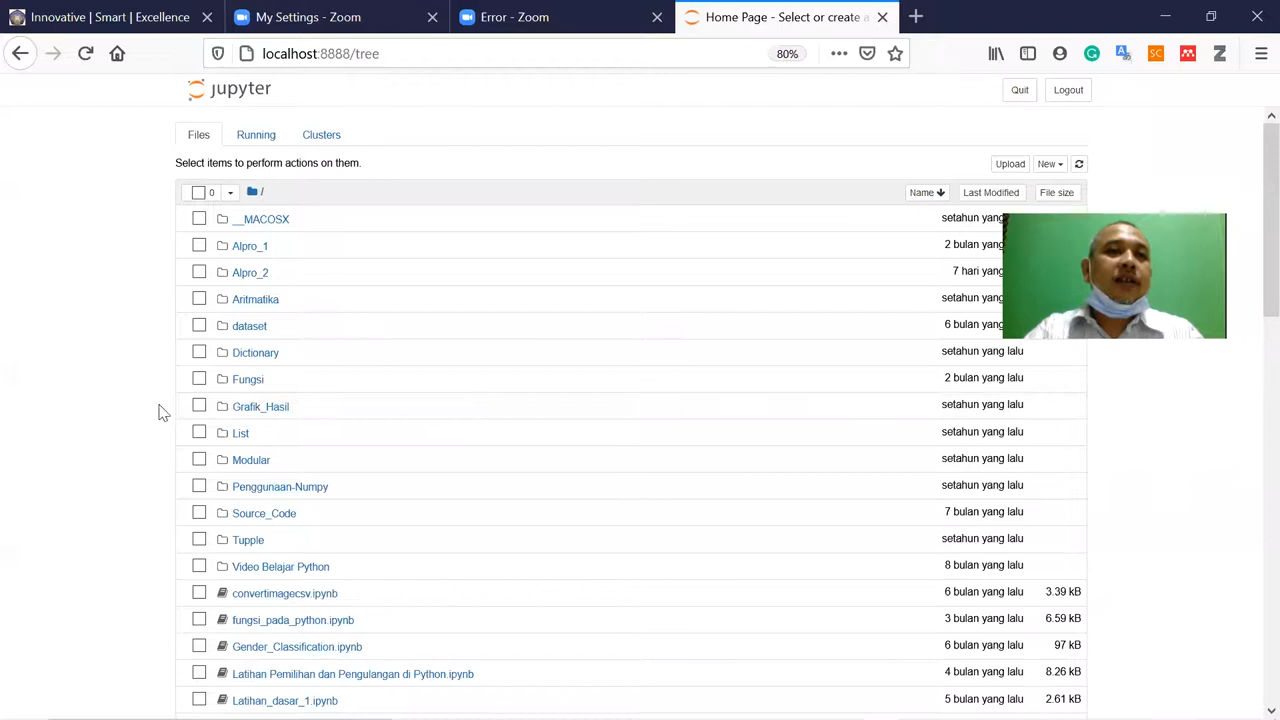 Innovative | Smart | Excellence
My Settings - Zoom
Error - Zoom
Home Page - Select or create a
localhost:8888/tree
80%
jupyter
Quit
Logout
Files
Running
Clusters
Select items to perform actions on them.
Upload
New
0
/
Name
Last Modified
File size
__MACOSX
setahun yang
Alpro_1
2 bulan yang
Alpro_2
7 hari yang
Aritmatika
setahun yang
dataset
6 bulan yang
Dictionary
setahun yang lalu
Fungsi
2 bulan yang lalu
Grafik_Hasil
setahun yang lalu
List
setahun yang lalu
Modular
setahun yang lalu
Penggunaan-Numpy
setahun yang lalu
Source_Code
7 bulan yang lalu
Tupple
setahun yang lalu
Video Belajar Python
8 bulan yang lalu
convertimagecsv.ipynb
6 bulan yang lalu
3.39 kB
fungsi_pada_python.ipynb
3 bulan yang lalu
6.59 kB
Gender_Classification.ipynb
6 bulan yang lalu
97 kB
Latihan Pemilihan dan Pengulangan di Python.ipynb
4 bulan yang lalu
8.26 kB
Latihan_dasar_1.ipynb
5 bulan yang lalu
2.61 kB